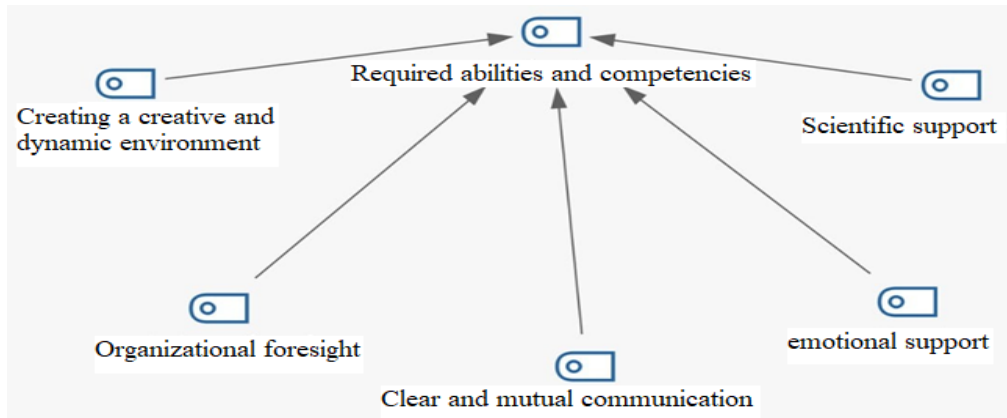 Required abilities and competencies
Creating a creative and
dynamic environment
Scientific support
Organizational foresight
emotional support
Clear and mutual communication